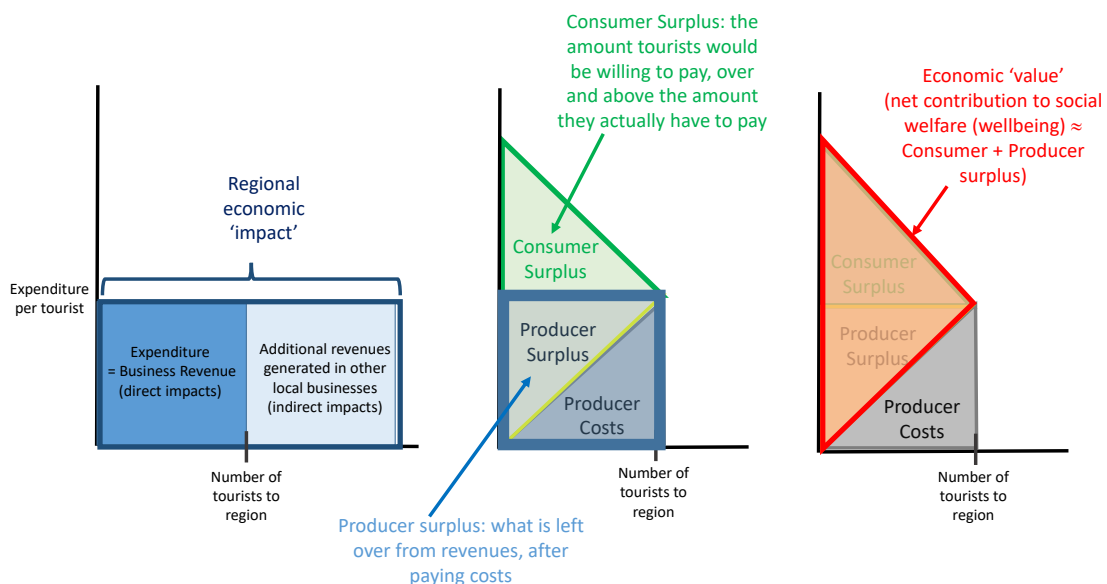 Regional
economic
'impact'
Expenditure
per tourist
Expenditure
= Business Revenue
(direct impacts)
Additional revenues
generated in other
local businesses
(indirect impacts)
Number of
tourists to
region
Consumer Surplus: the
amount tourists would
be willing to pay, over
and above the amount
they actually have to pay
Consumer
Surplus
Producer
Surplus
Producer
Costs
Number of
tourists to
region
Producer surplus: what is left
over from revenues, after
paying costs
Economic 'value'
(net contribution to social
welfare (wellbeing) ≈
Consumer + Producer
surplus)
Consumer
Surplus
Producer
Surplus
Producer
Costs
Number of
tourists to
region